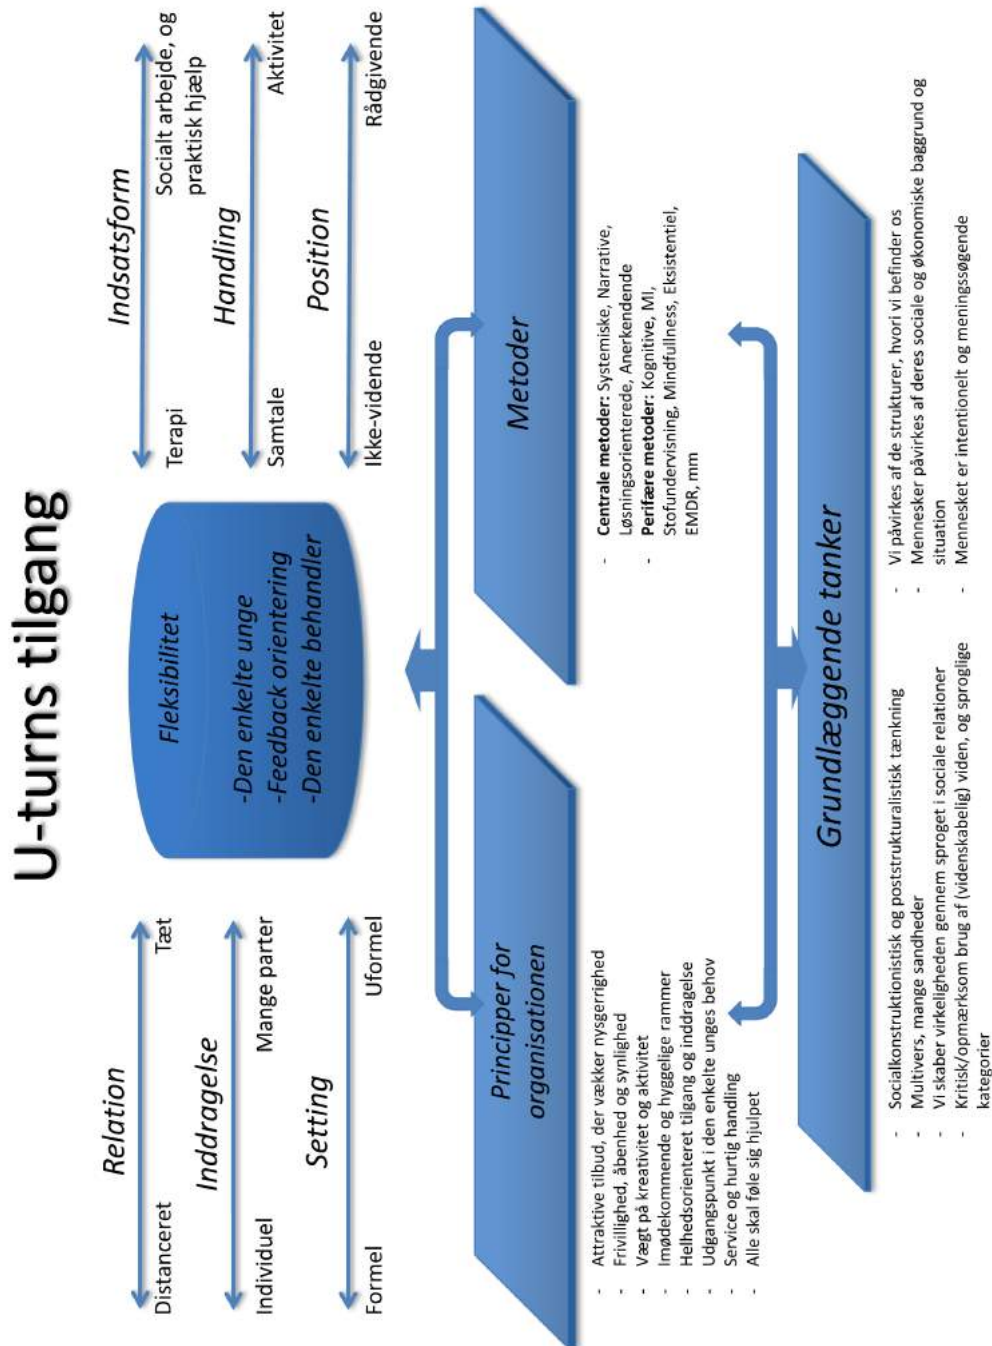 U-turns tilgang
Relation
Distanceret
Tæt
Inddragelse
Individuel
Mange parter
Setting
Formel
Uformel
Fleksibilitet
-Den enkelte unge
-Feedback orientering
-Den enkelte behandler
Indsatsform
Terapi
Socialt arbejde, og
praktisk hjælp
Handling
Samtale
Aktivitet
Position
Ikke-vidende
Rådgivende
Principper for
organisationen
- Attraktive tilbud, der vækker nysgerrighed
- Frivillighed, åbenhed og synlighed
- Vægt på kreativitet og aktivitet
- Imødekommende og hyggelige rammer
- Helhedsorienteret tilgang og inddragelse
- Udgangspunkt i den enkelte unges behov
- Service og hurtig handling
- Alle skal føle sig hjulpet
Metoder
- Centrale metoder: Systemiske, Narrative,
Løsningsorienterede, Anerkendende
- Perifære metoder: Kognitive, MI,
Stofundervisning, Mindfullness, Eksistentiel,
EMDR, mm
Grundlæggende tanker
- Socialkonstruktionistisk og poststrukturalistisk tænkning
- Multivers, mange sandheder
- Vi skaber virkeligheden gennem sproget i sociale relationer
- Kritisk/opmærksom brug af (videnskabelig) viden, og sproglige
kategorier
- Vi påvirkes af de strukturer, hvori vi befinder os
- Mennesker påvirkes af deres sociale og økonomiske baggrund og
situation
- Mennesket er intentionelt og meningssøgende